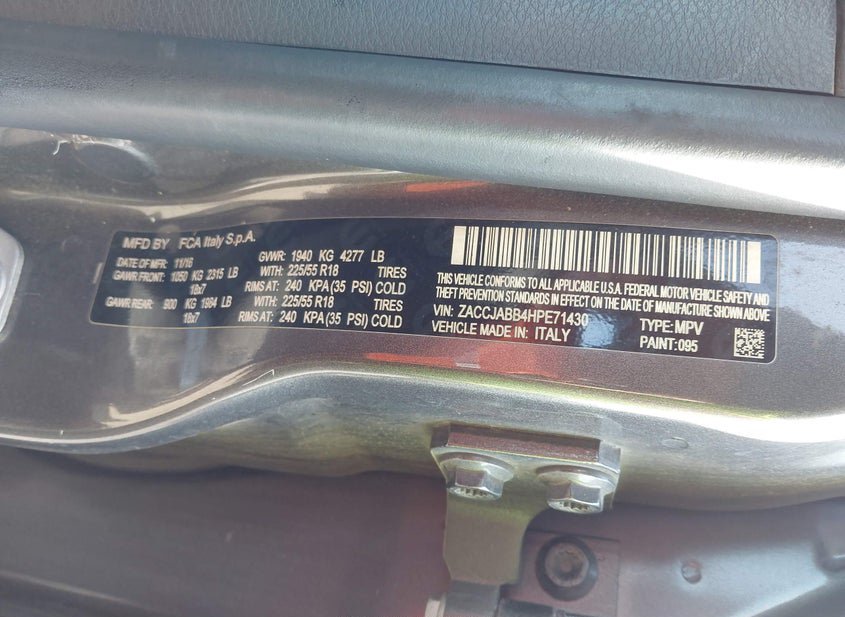 MFD BY FCA Italy S.p.A.
DATE OF MFR: 11/16 GVWR: 1940 KG 4277 LB
GAWR FRONT: 1050 KG 2315 LB WITH: 225/55 R18 TIRES
18x7 RIMS AT: 240 KPA (35 PSI) COLD
GAWR REAR: 900 KG 1984 LB WITH: 225/55 R18 TIRES
18x7 RIMS AT: 240 KPA (35 PSI) COLD
THIS VEHICLE CONFORMS TO ALL APPLICABLE U.S.A. FEDERAL MOTOR VEHICLE SAFETY AND
THEFT PREVENTION STANDARDS IN EFFECT ON THE DATE OF MANUFACTURE SHOWN ABOVE
VIN: ZACCJABB4HPE71430 TYPE: MPV
VEHICLE MADE IN: ITALY PAINT: 095